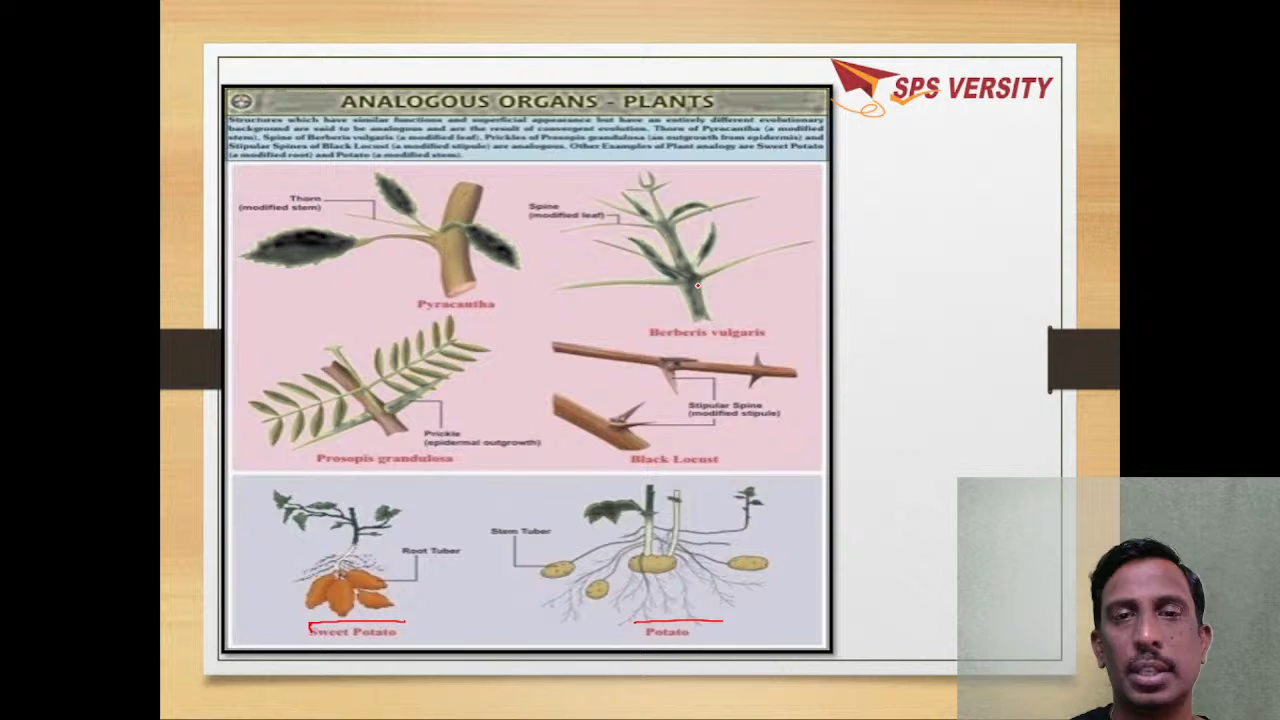 SPS VERSITY
ANALOGOUS ORGANS - PLANTS
Structures which have similar functions and superficial appearance but have an entirely different evolutionary
background are said to be analogous and are the result of convergent evolution. Thorn of Pyracantha (a modified
stem), Spine of Berberis vulgaris (a modified leaf), Prickles of Prosopis grandulosa (an outgrowth from epidermis) and
Stipular Spines of Black Locust (a modified stipule) are analogous. Other Examples of Plant analogy are Sweet Potato
(a modified root) and Potato (a modified stem).
Thorn
(modified stem)
Pyracantha
Spine
(modified leaf)
Berberis vulgaris
Prickle
(epidermal outgrowth)
Prosopis grandulosa
Stipular Spine
(modified stipule)
Black Locust
Root Tuber
Sweet Potato
Stem Tuber
Potato